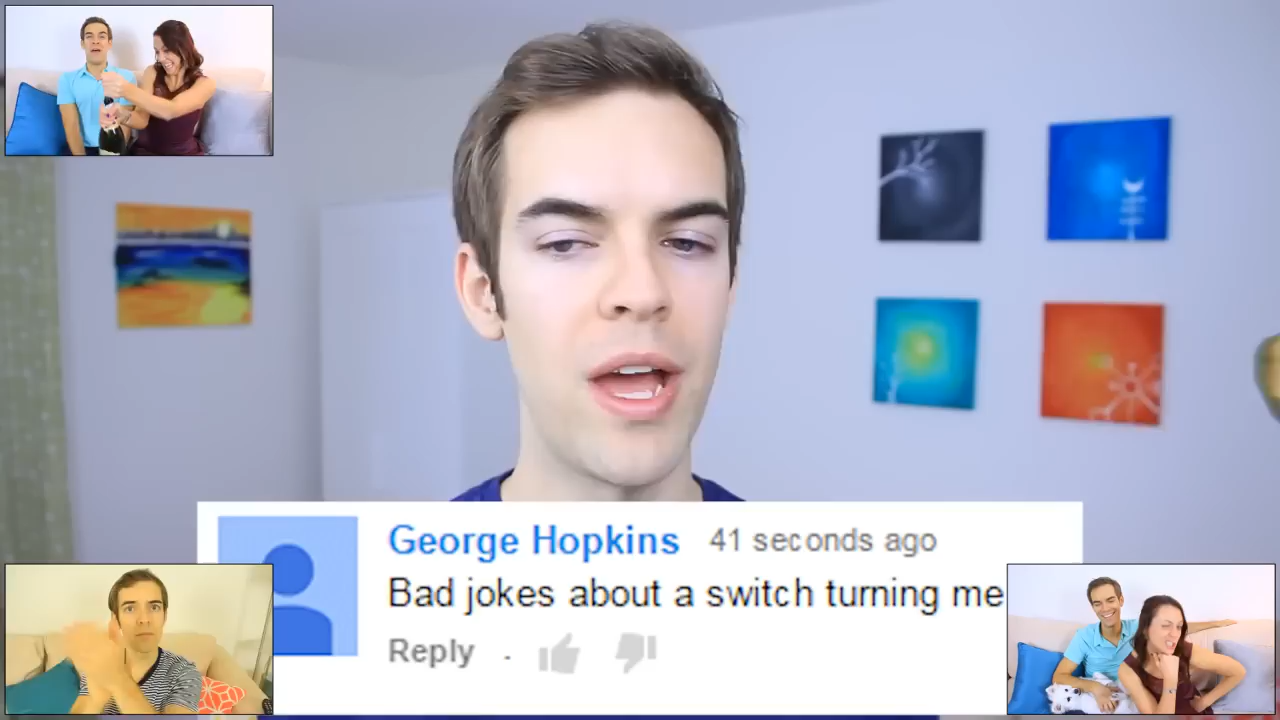 George Hopkins 41 seconds ago
Bad jokes about a switch turning me
Reply .